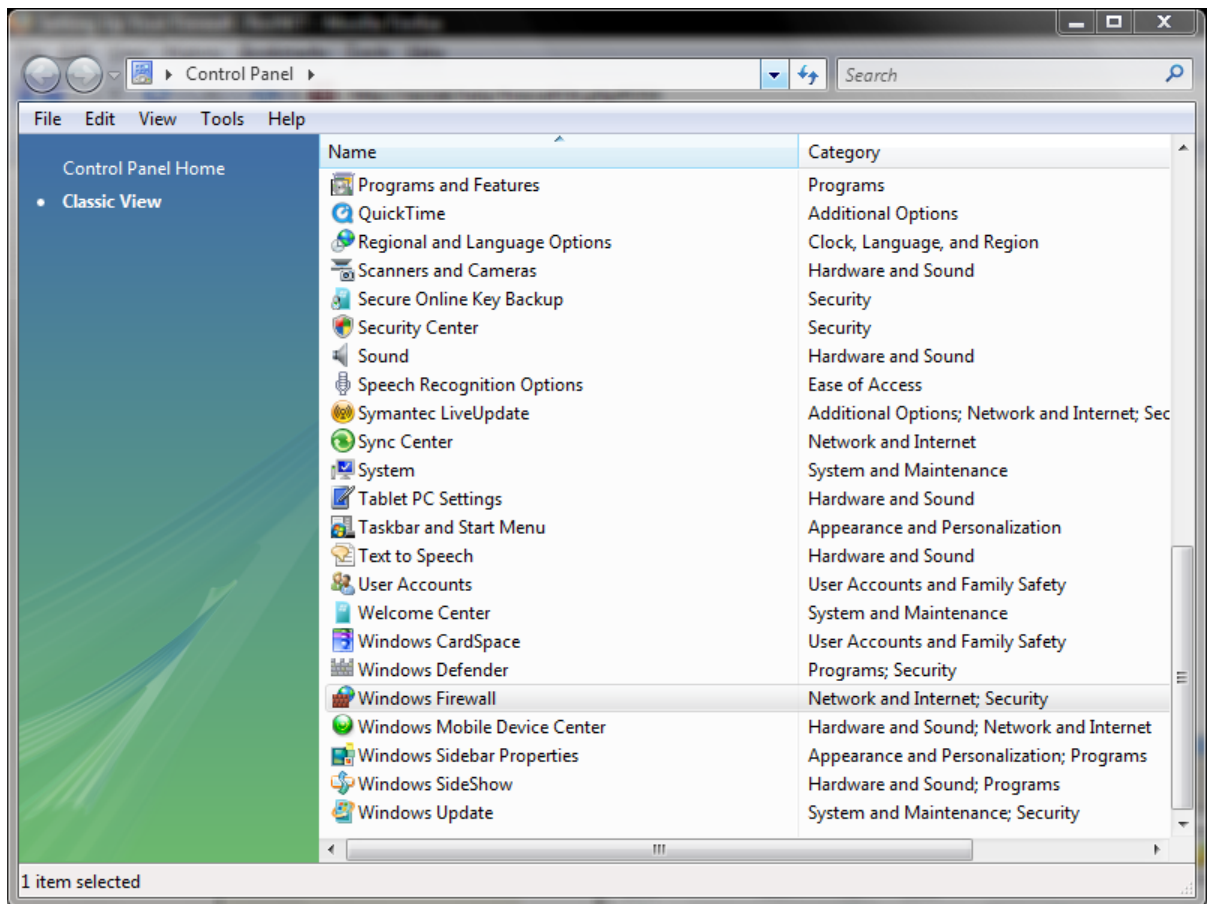 Control Panel
Search
File Edit View Tools Help
Control Panel Home
Classic View
Name Category
Programs and Features Programs
QuickTime Additional Options
Regional and Language Options Clock, Language, and Region
Scanners and Cameras Hardware and Sound
Secure Online Key Backup Security
Security Center Security
Sound Hardware and Sound
Speech Recognition Options Ease of Access
Symantec LiveUpdate Additional Options; Network and Internet; Sec
Sync Center Network and Internet
System System and Maintenance
Tablet PC Settings Hardware and Sound
Taskbar and Start Menu Appearance and Personalization
Text to Speech Hardware and Sound
User Accounts User Accounts and Family Safety
Welcome Center System and Maintenance
Windows CardSpace User Accounts and Family Safety
Windows Defender Programs; Security
Windows Firewall Network and Internet; Security
Windows Mobile Device Center Hardware and Sound; Network and Internet
Windows Sidebar Properties Appearance and Personalization; Programs
Windows SideShow Hardware and Sound; Programs
Windows Update System and Maintenance; Security
1 item selected